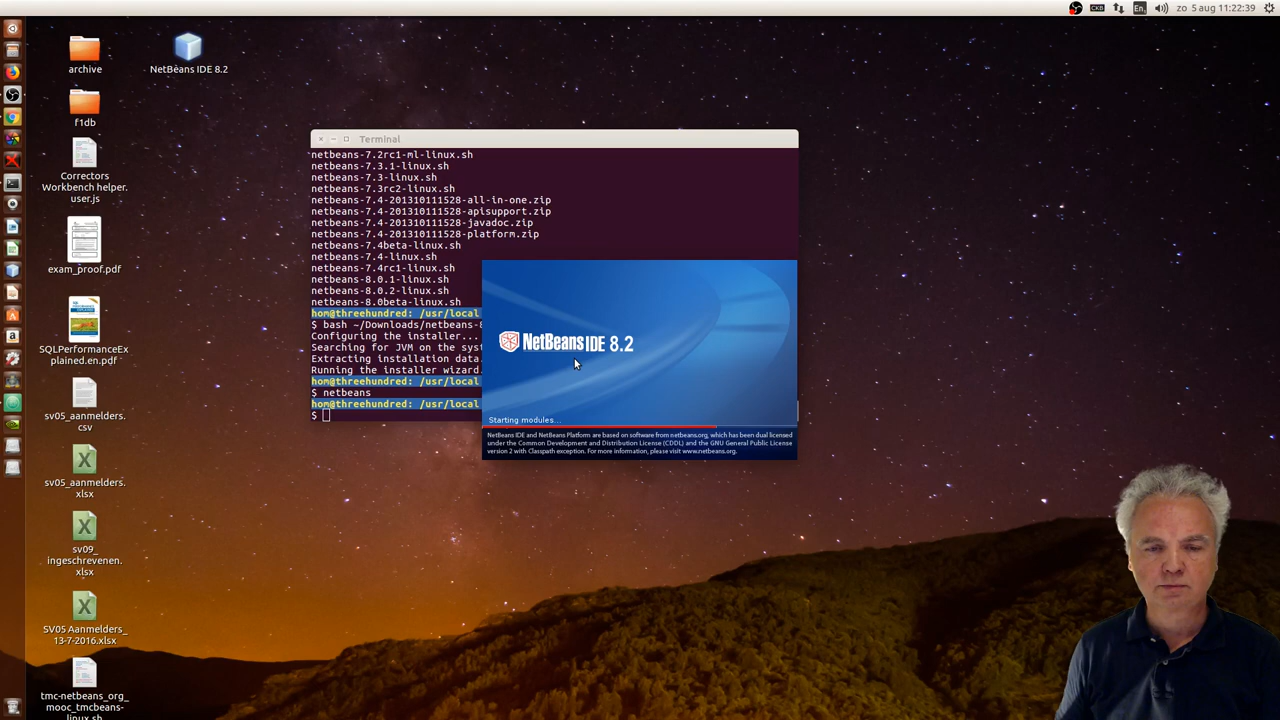 En
zo 5 aug 11:22:39
archive
NetBeans IDE 8.2
f1db
Correctors
Workbench helper.
user.js
exam_proof.pdf
SQLPerformanceEx
plained.en.pdf
sv05_aanmelders.
csv
sv05_aanmelders.
xlsx
sv09_
ingeschrevenen.
xlsx
SV05 Aanmelders_
13-7-2016.xlsx
tmc-netbeans_org_
mooc_tmcbeans-
linux.sh
Terminal
netbeans-7.2rc1-ml-linux.sh
netbeans-7.3.1-linux.sh
netbeans-7.3-linux.sh
netbeans-7.3rc2-linux.sh
netbeans-7.4-201310111528-all-in-one.zip
netbeans-7.4-201310111528-apisupport.zip
netbeans-7.4-201310111528-javadoc.zip
netbeans-7.4-201310111528-platform.zip
netbeans-7.4beta-linux.sh
netbeans-7.4-linux.sh
netbeans-7.4rc1-linux.sh
netbeans-8.0.1-linux.sh
netbeans-8.0.2-linux.sh
netbeans-8.0beta-linux.sh
hom@threehundred: /usr/local
$ bash ~/Downloads/netbeans-8
Configuring the installer...
Searching for JVM on the syst
Extracting installation data.
Running the installer wizard.
hom@threehundred: /usr/local
$ netbeans
hom@threehundred: /usr/local
$
NetBeans IDE 8.2
Starting modules...
NetBeans IDE and NetBeans Platform are based on software from netbeans.org, which has been dual licensed
under the Common Development and Distribution License (CDDL) and the GNU General Public License
version 2 with Classpath exception. For more information, please visit www.netbeans.org.